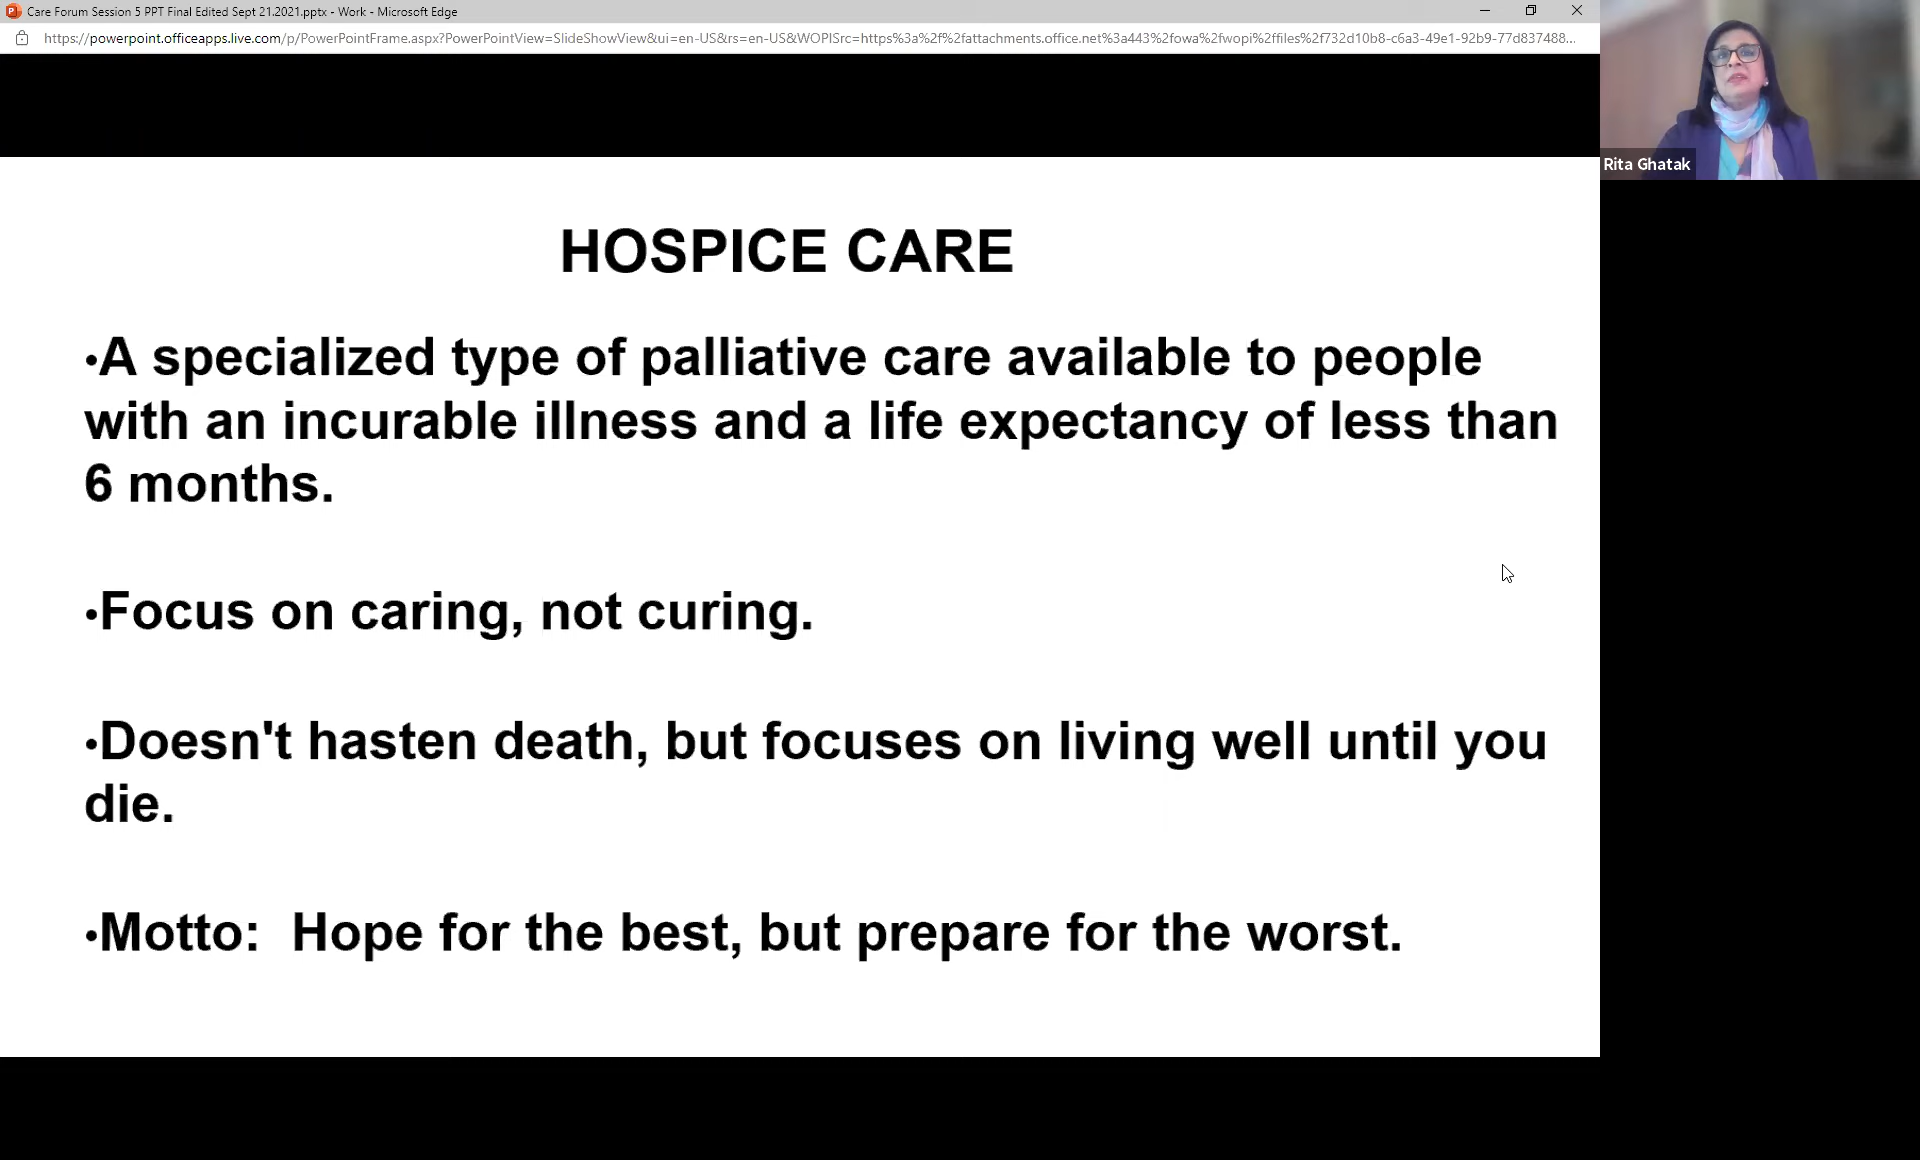 Care Forum Session 5 PPT Final Edited Sept 21.2021.pptx - Work - Microsoft Edge
https://powerpoint.officeapps.live.com/p/PowerPointFrame.aspx?PowerPointView=SlideShowView&ui=en-US&rs=en-US&WOPISrc=https%3a%2f%2fattachments.office.net%3a443%2fowa%2fwopi%2ffiles%2f732d10b8-c6a3-49e1-92b9-77d837488...
Rita Ghatak
HOSPICE CARE
•A specialized type of palliative care available to people
with an incurable illness and a life expectancy of less than
6 months.
•Focus on caring, not curing.
•Doesn't hasten death, but focuses on living well until you
die.
•Motto:  Hope for the best, but prepare for the worst.